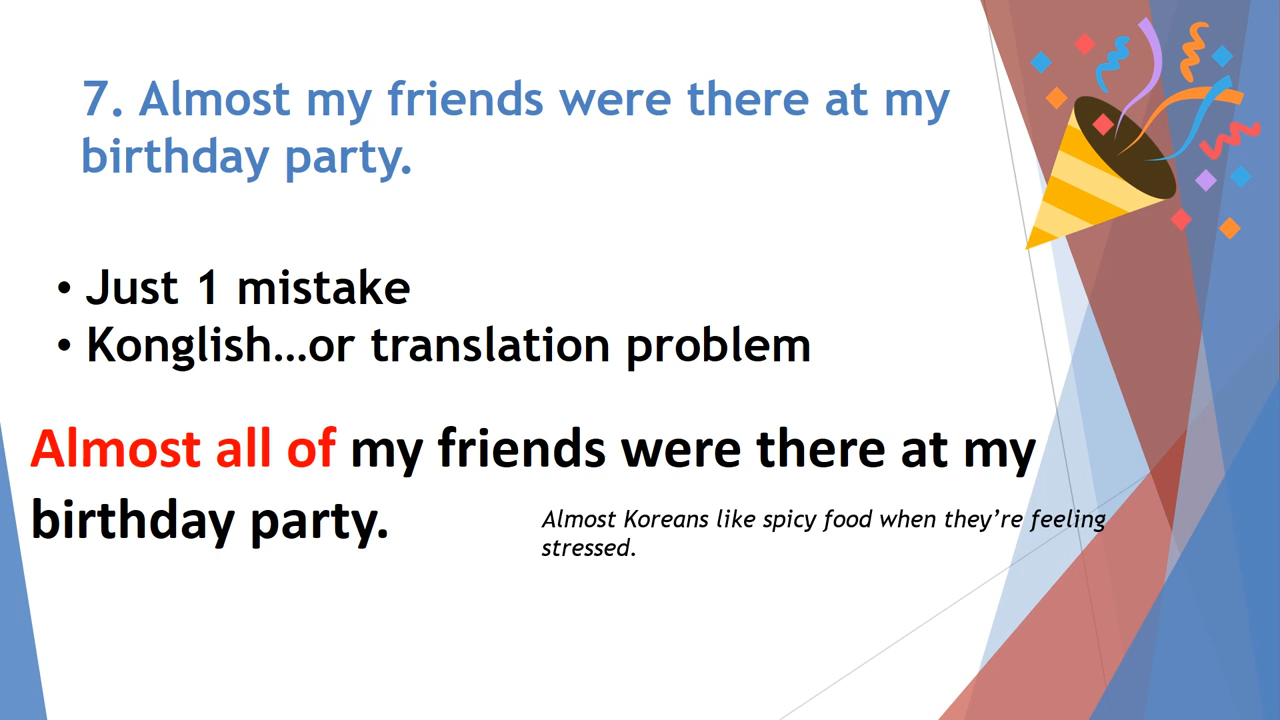 7. Almost my friends were there at my
birthday party.
• Just 1 mistake
• Konglish…or translation problem
Almost all of my friends were there at my
birthday party.
Almost Koreans like spicy food when they’re feeling
stressed.